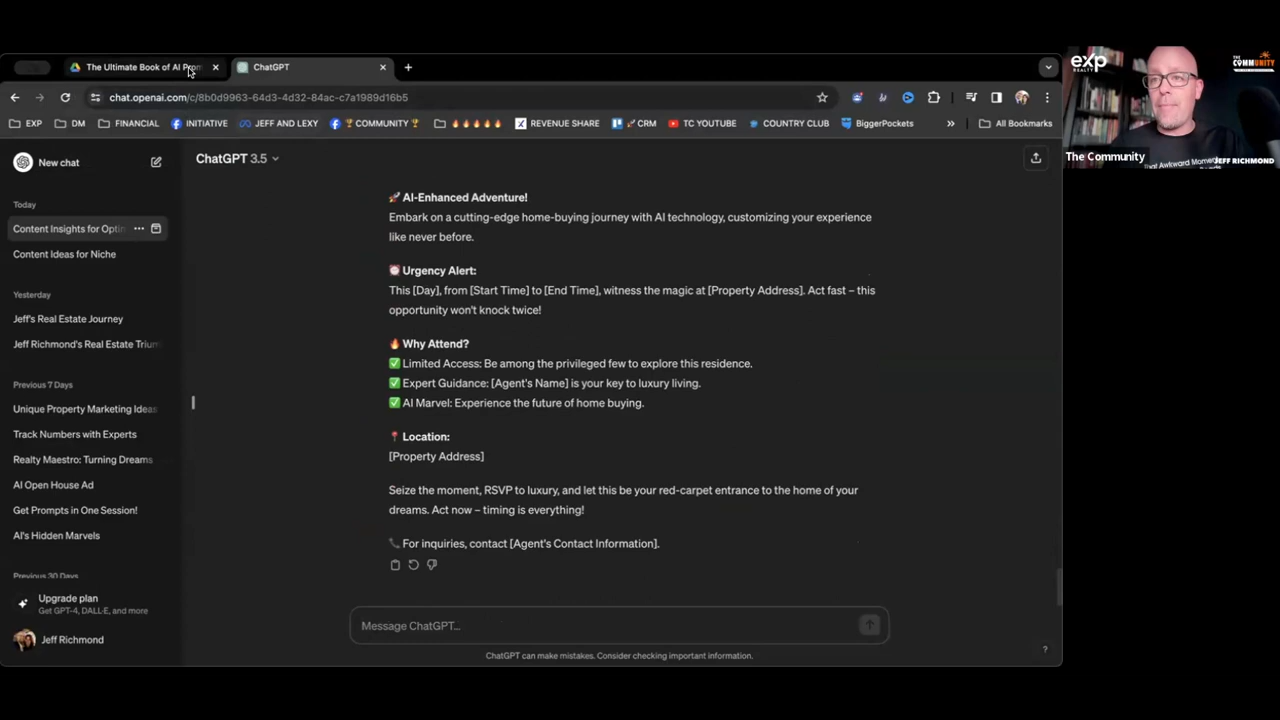 The Ultimate Book of AI Prom
ChatGPT
chat.openai.com/c/8b0d9963-64d3-4d32-84ac-c7a1989d16b5
EXP
DM
FINANCIAL
INITIATIVE
JEFF AND LEXY
🏆 COMMUNITY 🏆
🔥🔥🔥🔥🔥
REVENUE SHARE
🚀 CRM
TC YOUTUBE
COUNTRY CLUB
BiggerPockets
»
All Bookmarks
New chat
Today
Content Insights for Optin
Content Ideas for Niche
Yesterday
Jeff's Real Estate Journey
Jeff Richmond's Real Estate Trium
Previous 7 Days
Unique Property Marketing Ideas
Track Numbers with Experts
Realty Maestro: Turning Dreams
AI Open House Ad
Get Prompts in One Session!
AI's Hidden Marvels
Previous 30 Days
Upgrade plan
Get GPT-4, DALL·E, and more
Jeff Richmond
ChatGPT 3.5
🚀 AI-Enhanced Adventure!
Embark on a cutting-edge home-buying journey with AI technology, customizing your experience
like never before.
⏰ Urgency Alert:
This [Day], from [Start Time] to [End Time], witness the magic at [Property Address]. Act fast – this
opportunity won't knock twice!
🔥 Why Attend?
✅ Limited Access: Be among the privileged few to explore this residence.
✅ Expert Guidance: [Agent's Name] is your key to luxury living.
✅ AI Marvel: Experience the future of home buying.
📍 Location:
[Property Address]
Seize the moment, RSVP to luxury, and let this be your red-carpet entrance to the home of your
dreams. Act now – timing is everything!
📞 For inquiries, contact [Agent's Contact Information].
Message ChatGPT...
ChatGPT can make mistakes. Consider checking important information.
?
exp
REALTY
THE
COMMUNITY
The Community
That Awkward Mome
JEFF RICHMOND